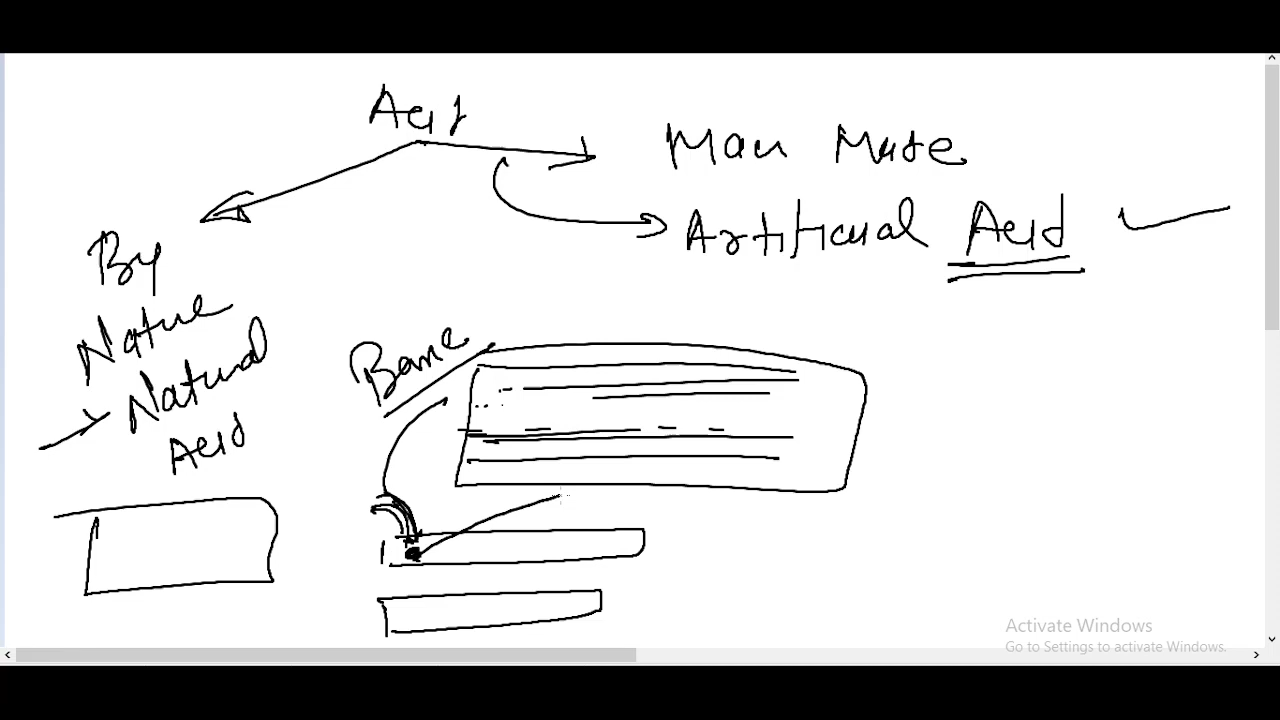 Acid
Man Made
Artificial Acid
By
Nature
Natural
Acid
Base
Activate Windows
Go to Settings to activate Windows.